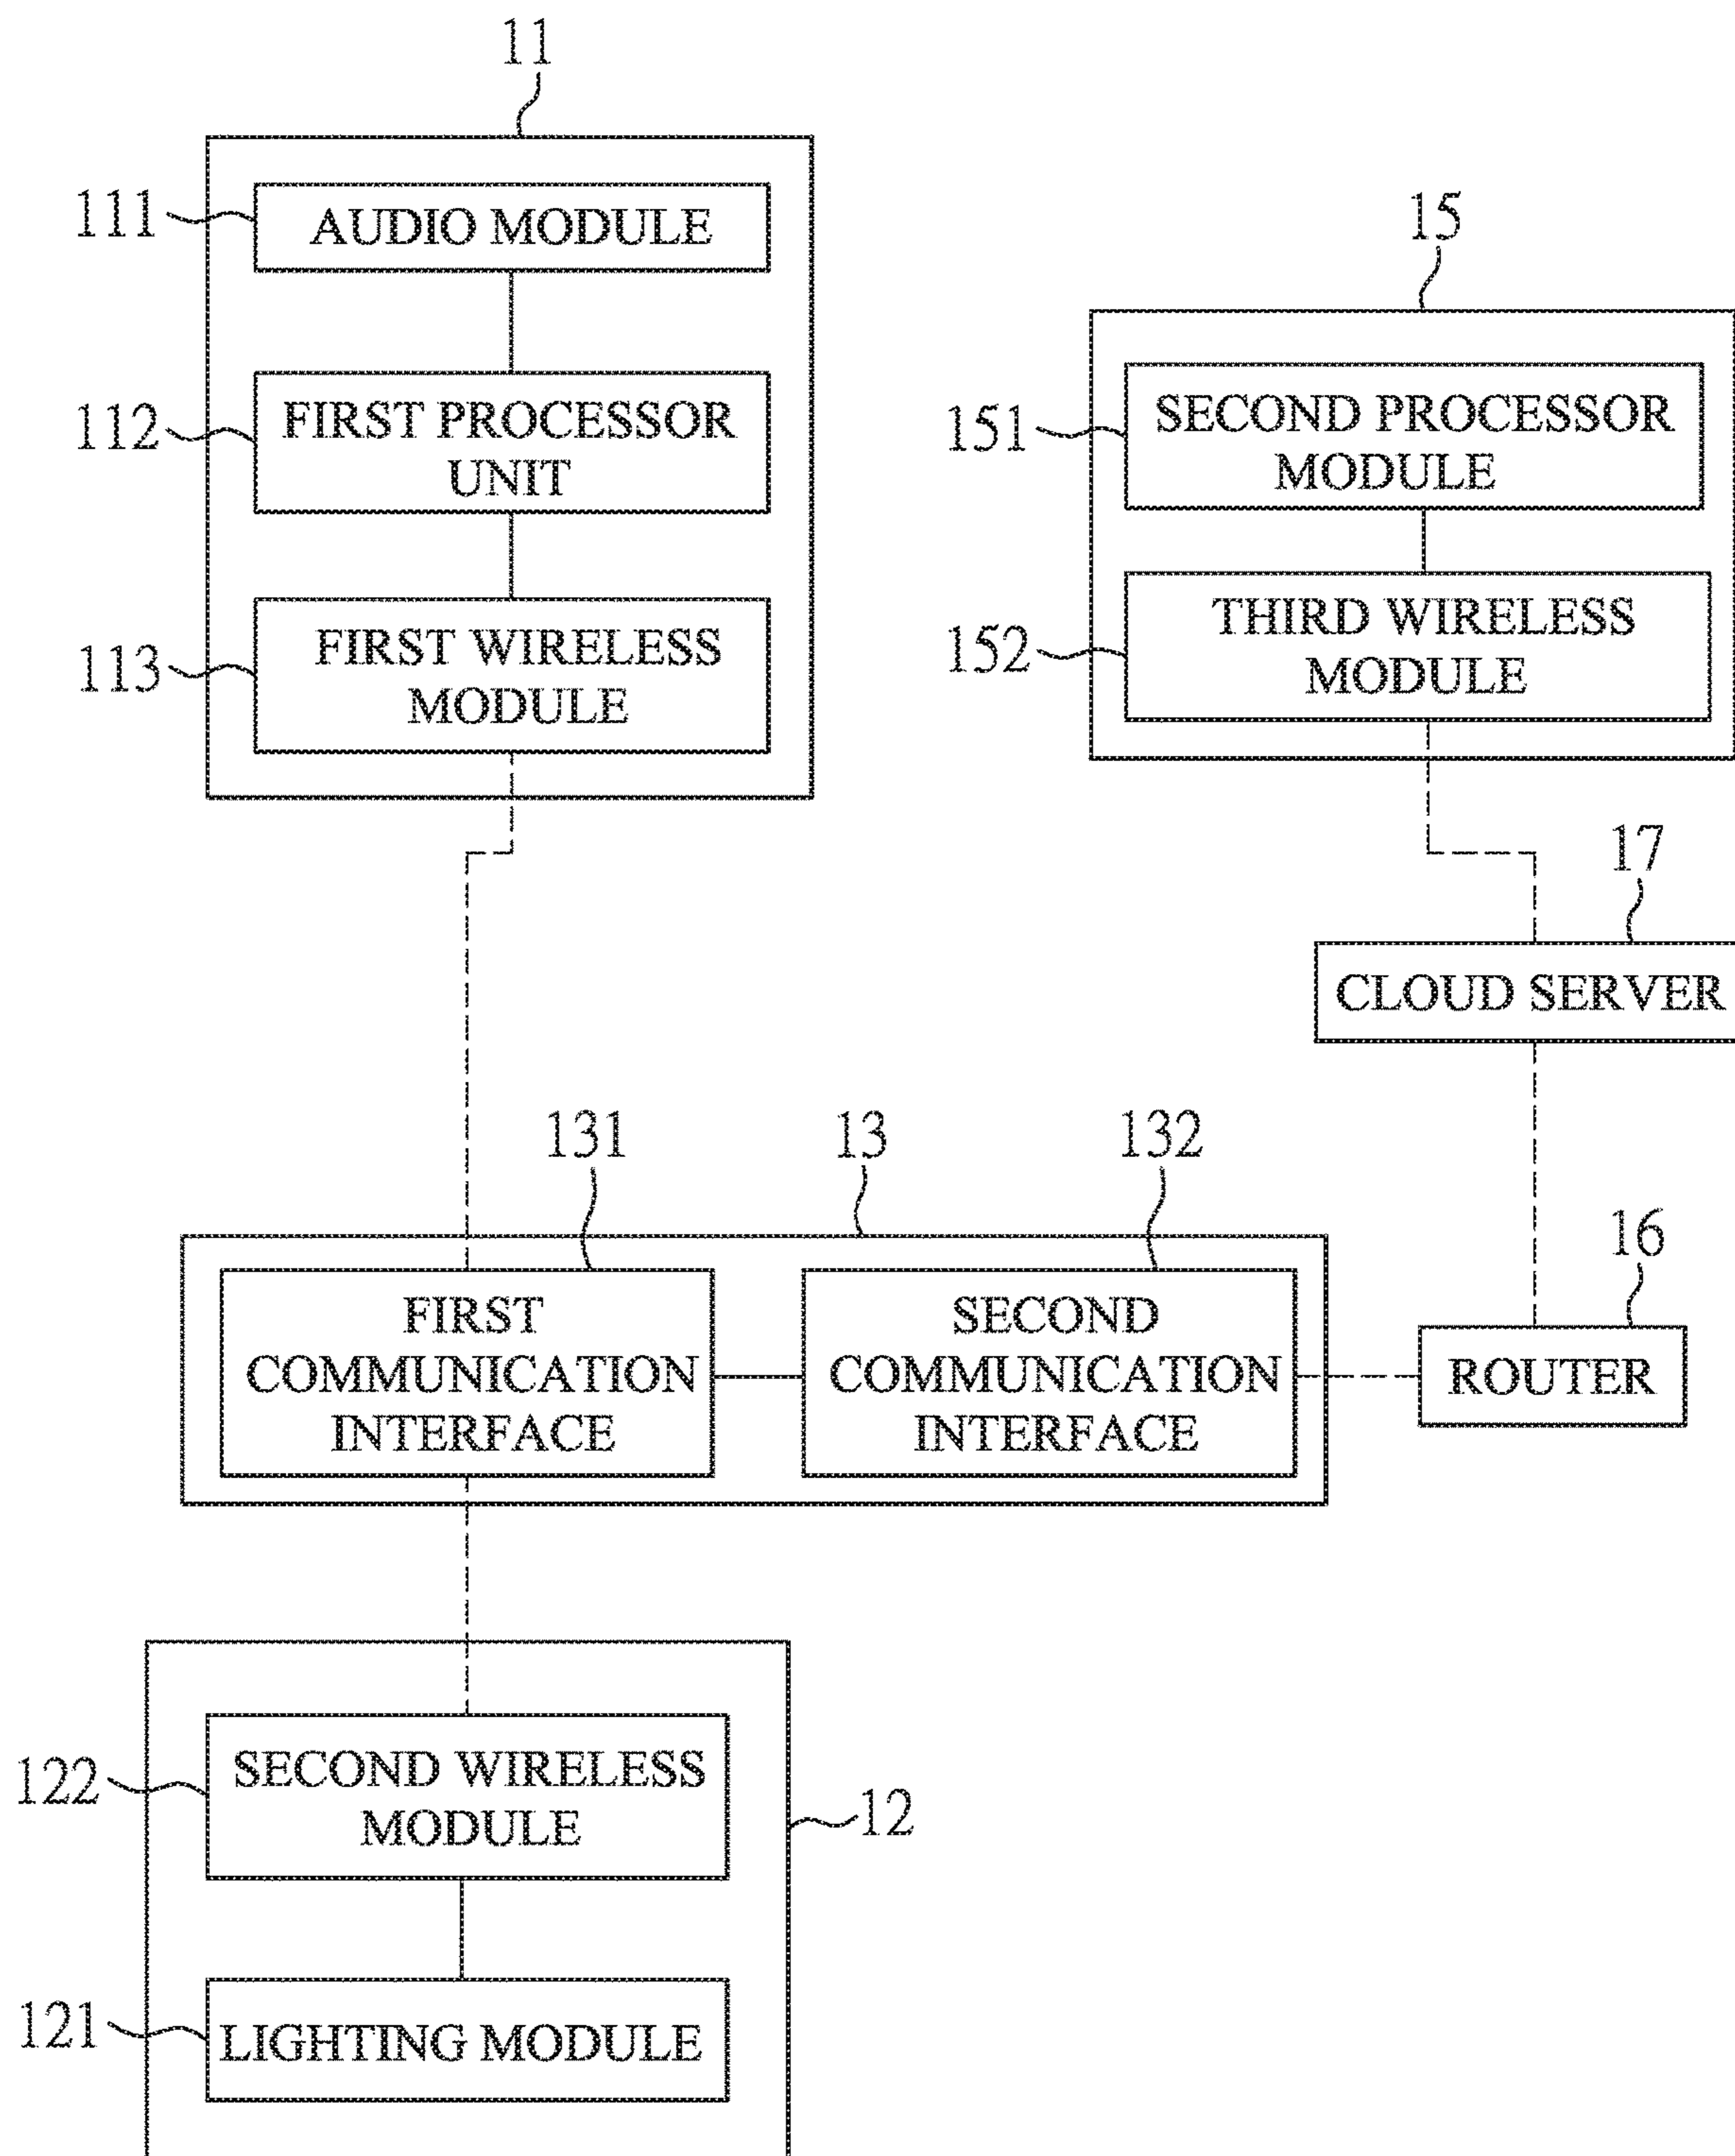 11
111
AUDIO MODULE
112
FIRST PROCESSOR
UNIT
113
FIRST WIRELESS
MODULE
15
151
SECOND PROCESSOR
MODULE
152
THIRD WIRELESS
MODULE
17
CLOUD SERVER
131
13
132
16
FIRST
COMMUNICATION
INTERFACE
SECOND
COMMUNICATION
INTERFACE
ROUTER
122
SECOND WIRELESS
MODULE
12
121
LIGHTING MODULE